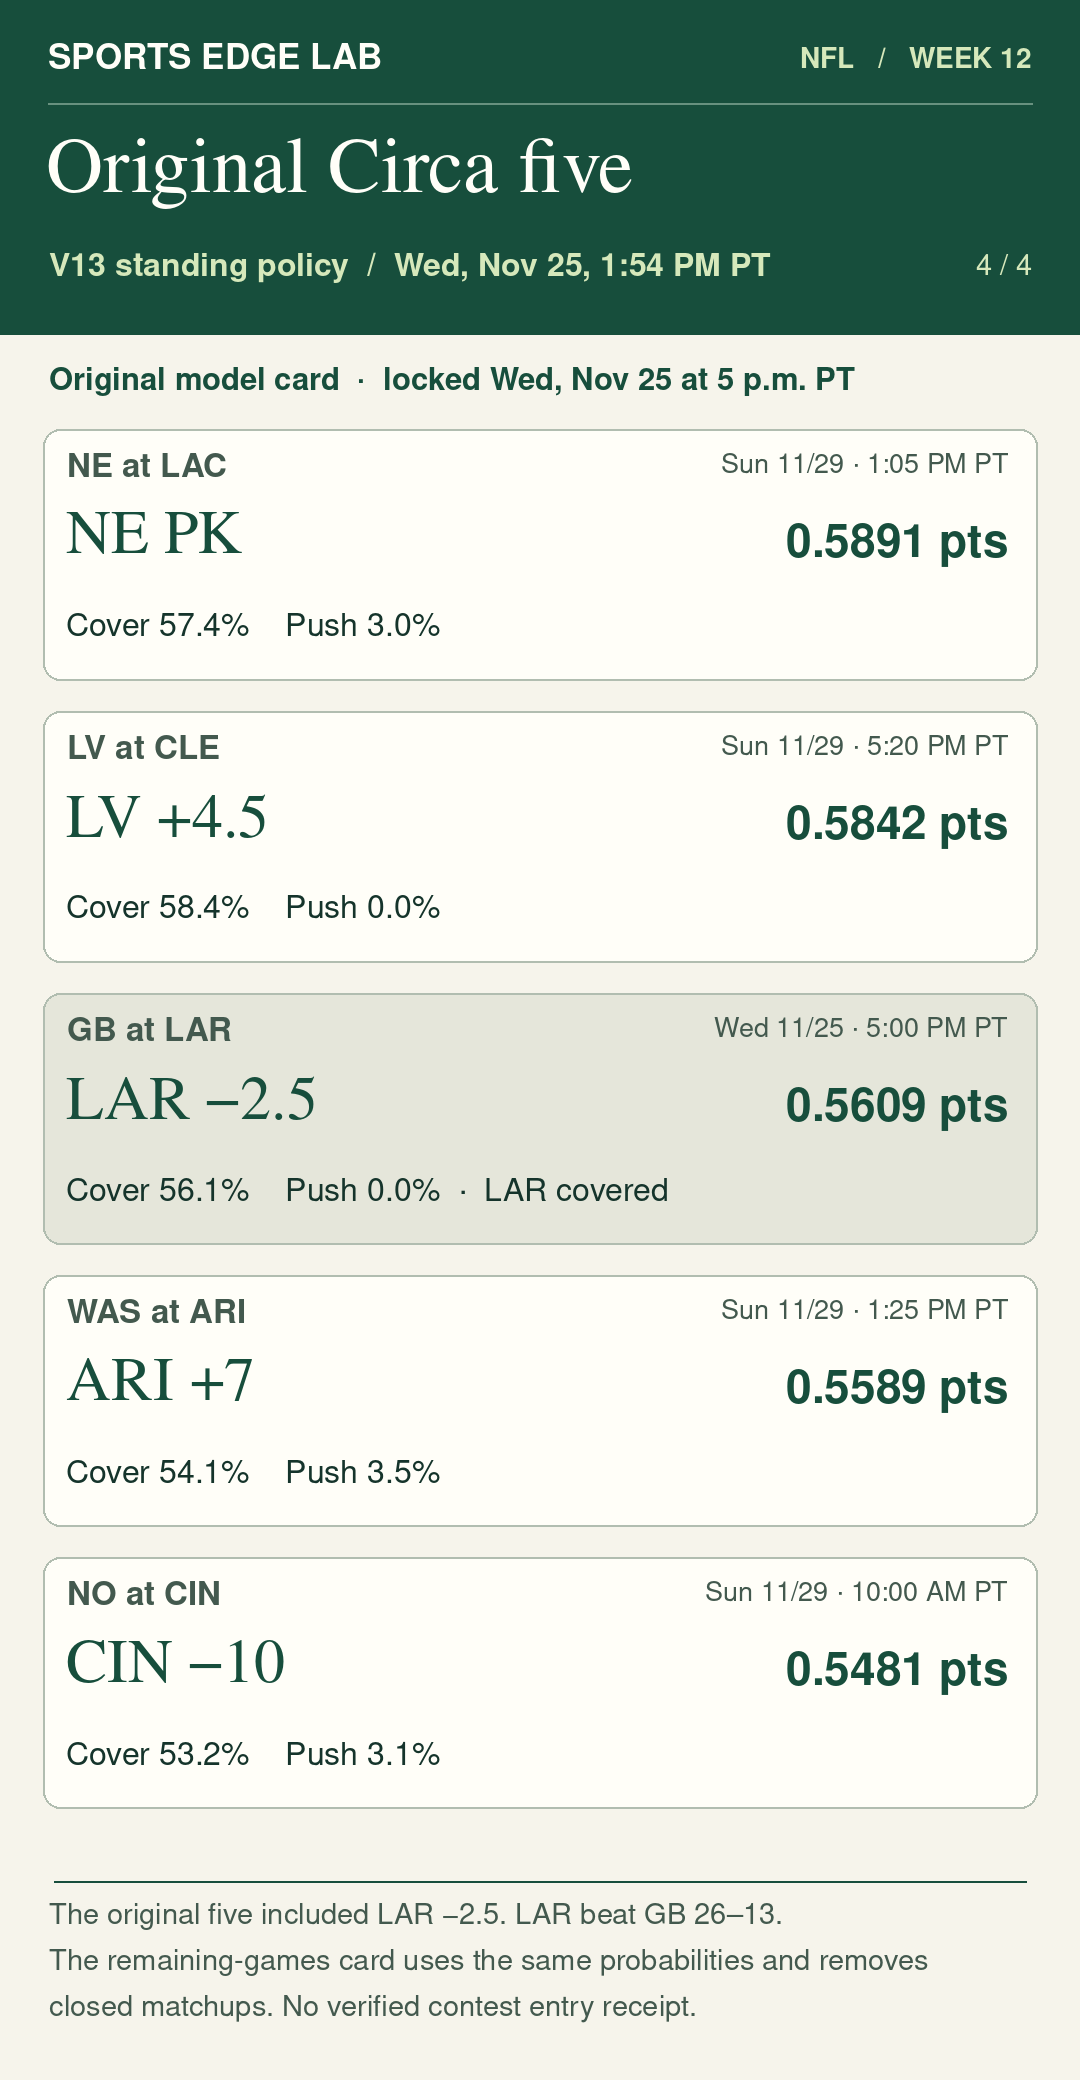 SPORTS EDGE LAB
NFL / WEEK 12
Original Circa five
V13 standing policy / Wed, Nov 25, 1:54 PM PT
4 / 4
Original model card · locked Wed, Nov 25 at 5 p.m. PT
NE at LAC
Sun 11/29 · 1:05 PM PT
NE PK
0.5891 pts
Cover 57.4% Push 3.0%
LV at CLE
Sun 11/29 · 5:20 PM PT
LV +4.5
0.5842 pts
Cover 58.4% Push 0.0%
GB at LAR
Wed 11/25 · 5:00 PM PT
LAR −2.5
0.5609 pts
Cover 56.1% Push 0.0% · LAR covered
WAS at ARI
Sun 11/29 · 1:25 PM PT
ARI +7
0.5589 pts
Cover 54.1% Push 3.5%
NO at CIN
Sun 11/29 · 10:00 AM PT
CIN −10
0.5481 pts
Cover 53.2% Push 3.1%
The original five included LAR −2.5. LAR beat GB 26–13.
The remaining-games card uses the same probabilities and removes
closed matchups. No verified contest entry receipt.